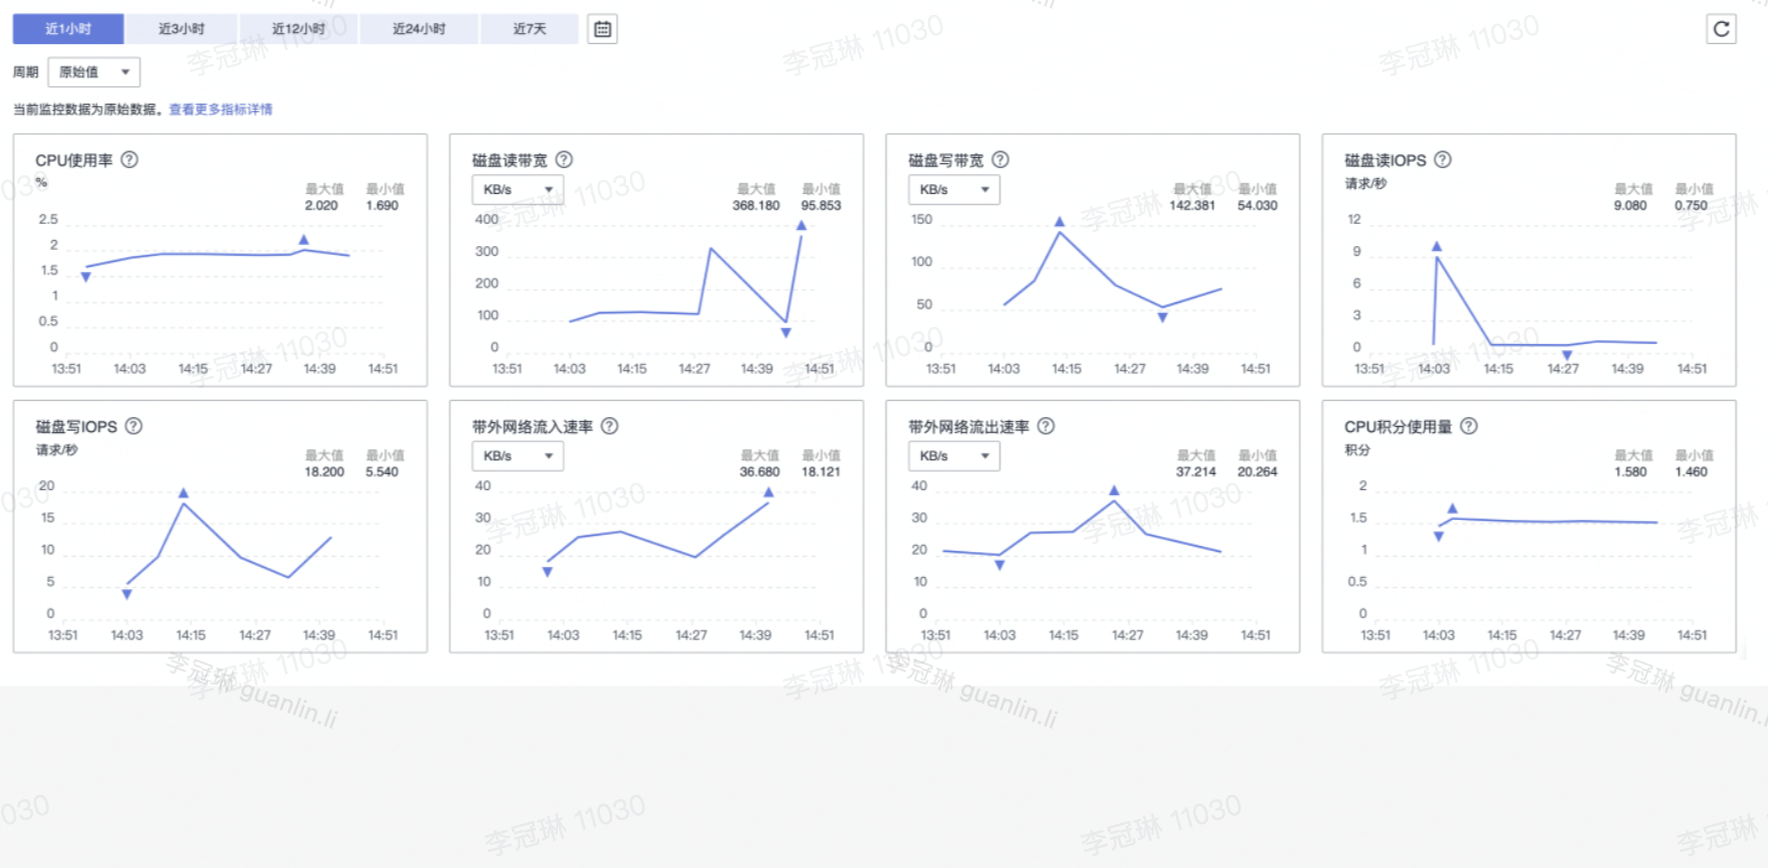 近1小时 近3小时 近12小时 近24小时 近7天
周期 原始值
当前监控数据为原始数据。查看更多指标详情
CPU使用率
%
最大值 最小值
2.020 1.690
2.5
2
1.5
1
0.5
0
13:51 14:03 14:15 14:27 14:39 14:51
磁盘读带宽
KB/s
最大值 最小值
368.180 95.853
400
300
200
100
0
13:51 14:03 14:15 14:27 14:39 14:51
磁盘写带宽
KB/s
最大值 最小值
142.381 54.030
150
100
50
0
13:51 14:03 14:15 14:27 14:39 14:51
磁盘读IOPS
请求/秒
最大值 最小值
9.080 0.750
12
9
6
3
0
13:51 14:03 14:15 14:27 14:39 14:51
磁盘写IOPS
请求/秒
最大值 最小值
18.200 5.540
20
15
10
5
0
13:51 14:03 14:15 14:27 14:39 14:51
带外网络流入速率
KB/s
最大值 最小值
36.680 18.121
40
30
20
10
0
13:51 14:03 14:15 14:27 14:39 14:51
带外网络流出速率
KB/s
最大值 最小值
37.214 20.264
40
30
20
10
0
13:51 14:03 14:15 14:27 14:39 14:51
CPU积分使用量
积分
最大值 最小值
1.580 1.460
2
1.5
1
0.5
0
13:51 14:03 14:15 14:27 14:39 14:51
李冠琳 11030
李冠琳 guanlin.li